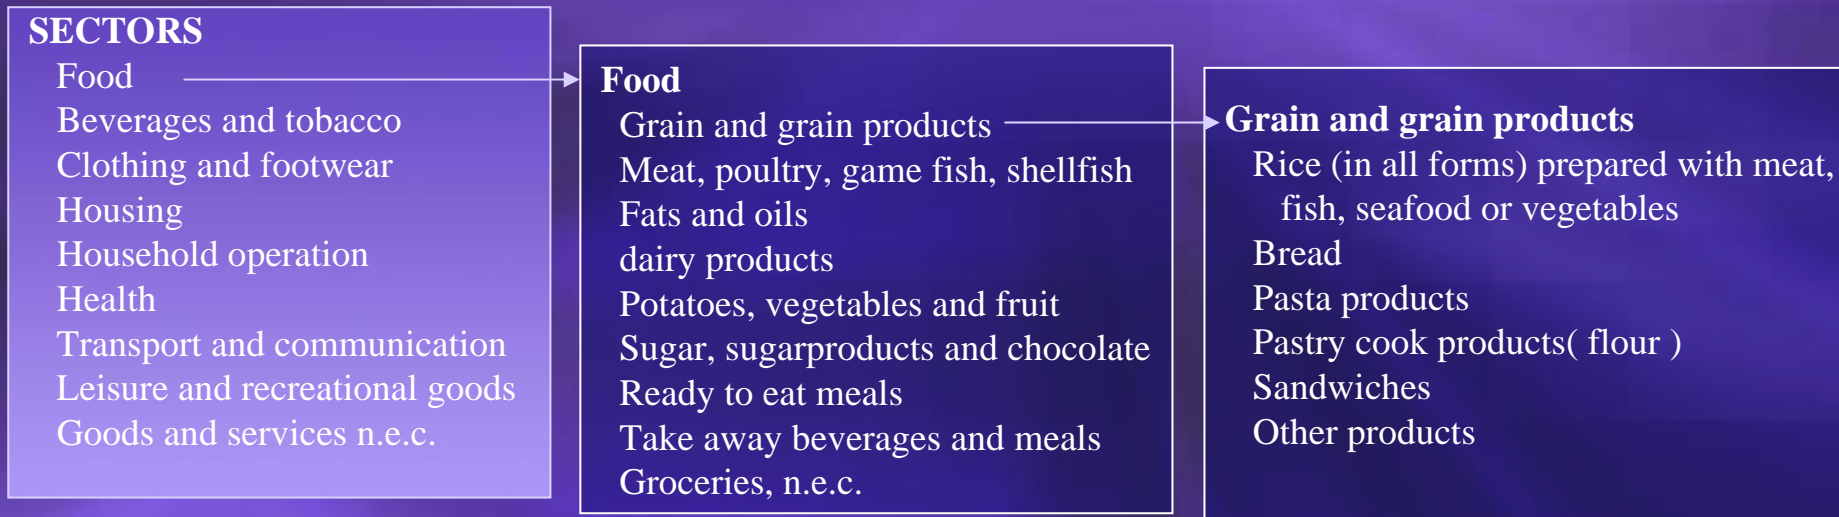 SECTORS
Food
Beverages and tobacco
Clothing and footwear
Housing
Household operation
Health
Transport and communication
Leisure and recreational goods
Goods and services n.e.c.
Food
Grain and grain products
Meat, poultry, game fish, shellfish
Fats and oils
dairy products
Potatoes, vegetables and fruit
Sugar, sugarproducts and chocolate
Ready to eat meals
Take away beverages and meals
Groceries, n.e.c.
Grain and grain products
Rice (in all forms) prepared with meat,
fish, seafood or vegetables
Bread
Pasta products
Pastry cook products( flour )
Sandwiches
Other products